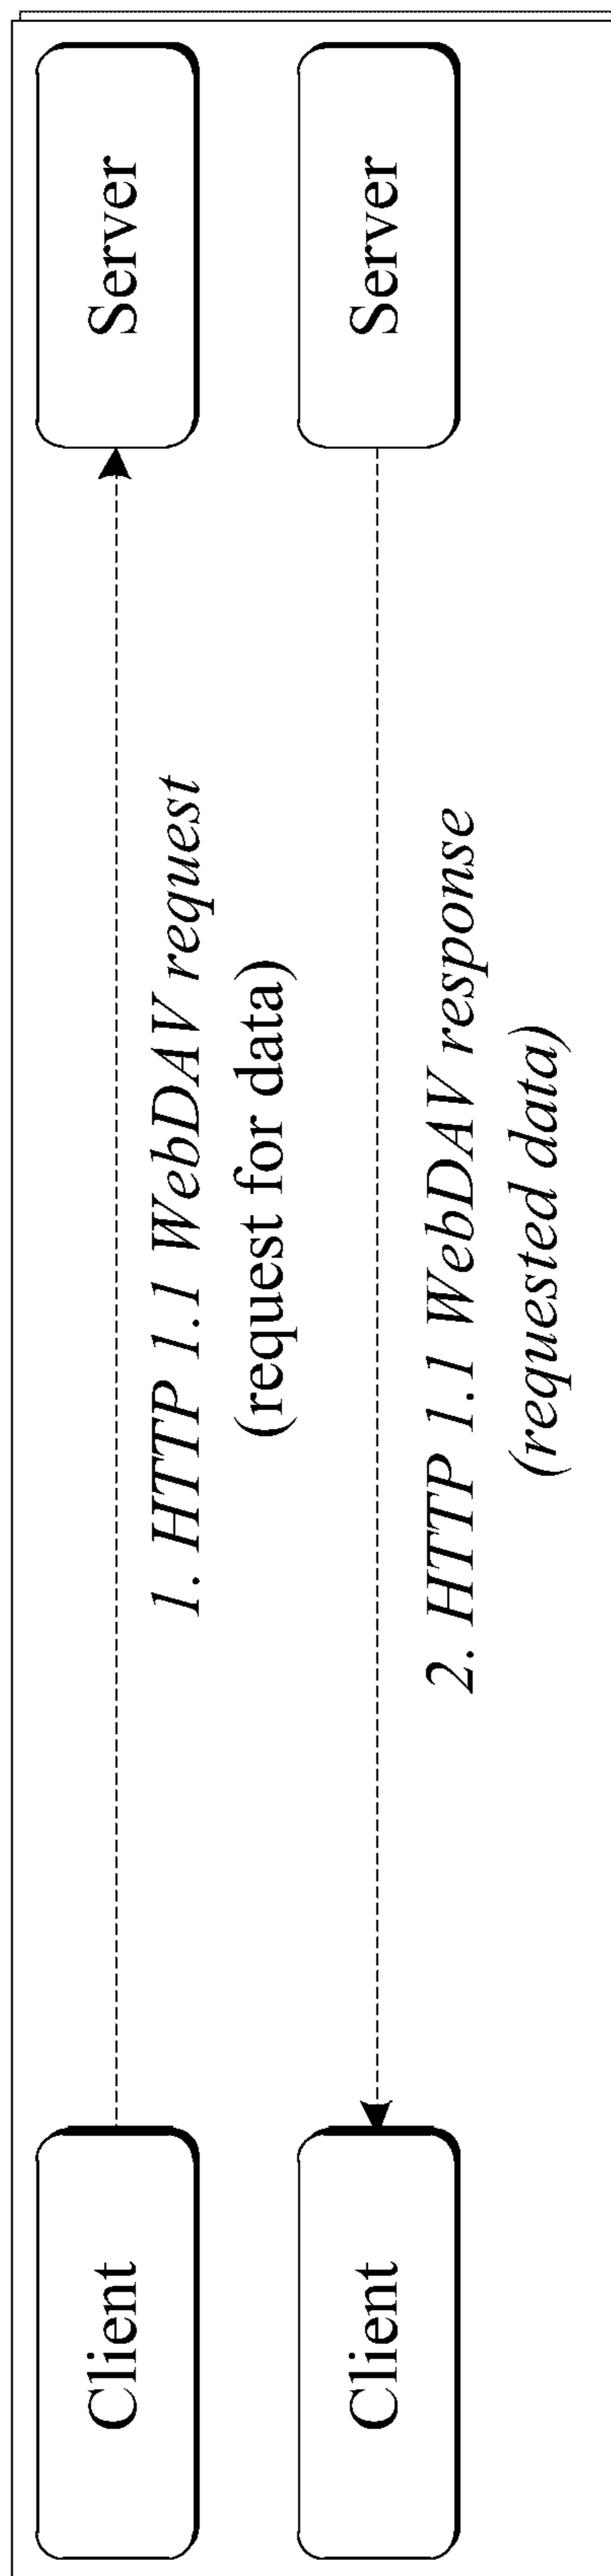 Client
Server
1. HTTP 1.1 WebDAV request
(request for data)
Client
Server
2. HTTP 1.1 WebDAV response
(requested data)